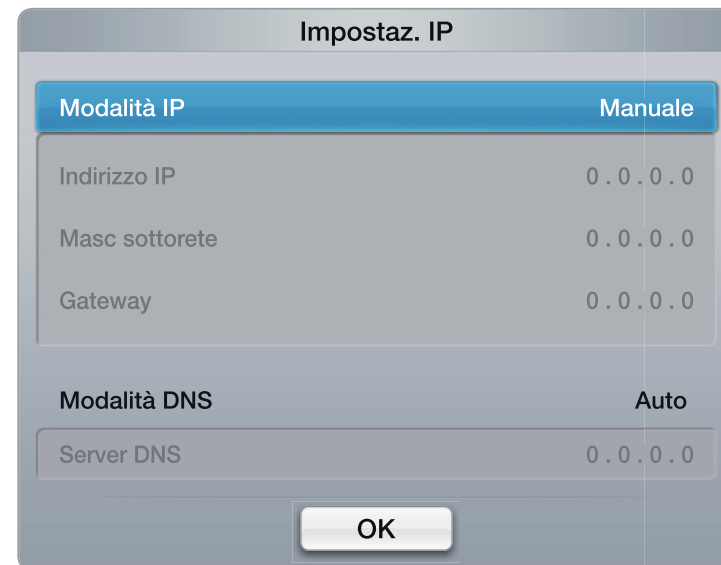 Impostaz. IP
Modalità IP Manuale
Indirizzo IP 0.0.0.0
Masc sottorete 0.0.0.0
Gateway 0.0.0.0
Modalità DNS Auto
Server DNS 0.0.0.0
OK